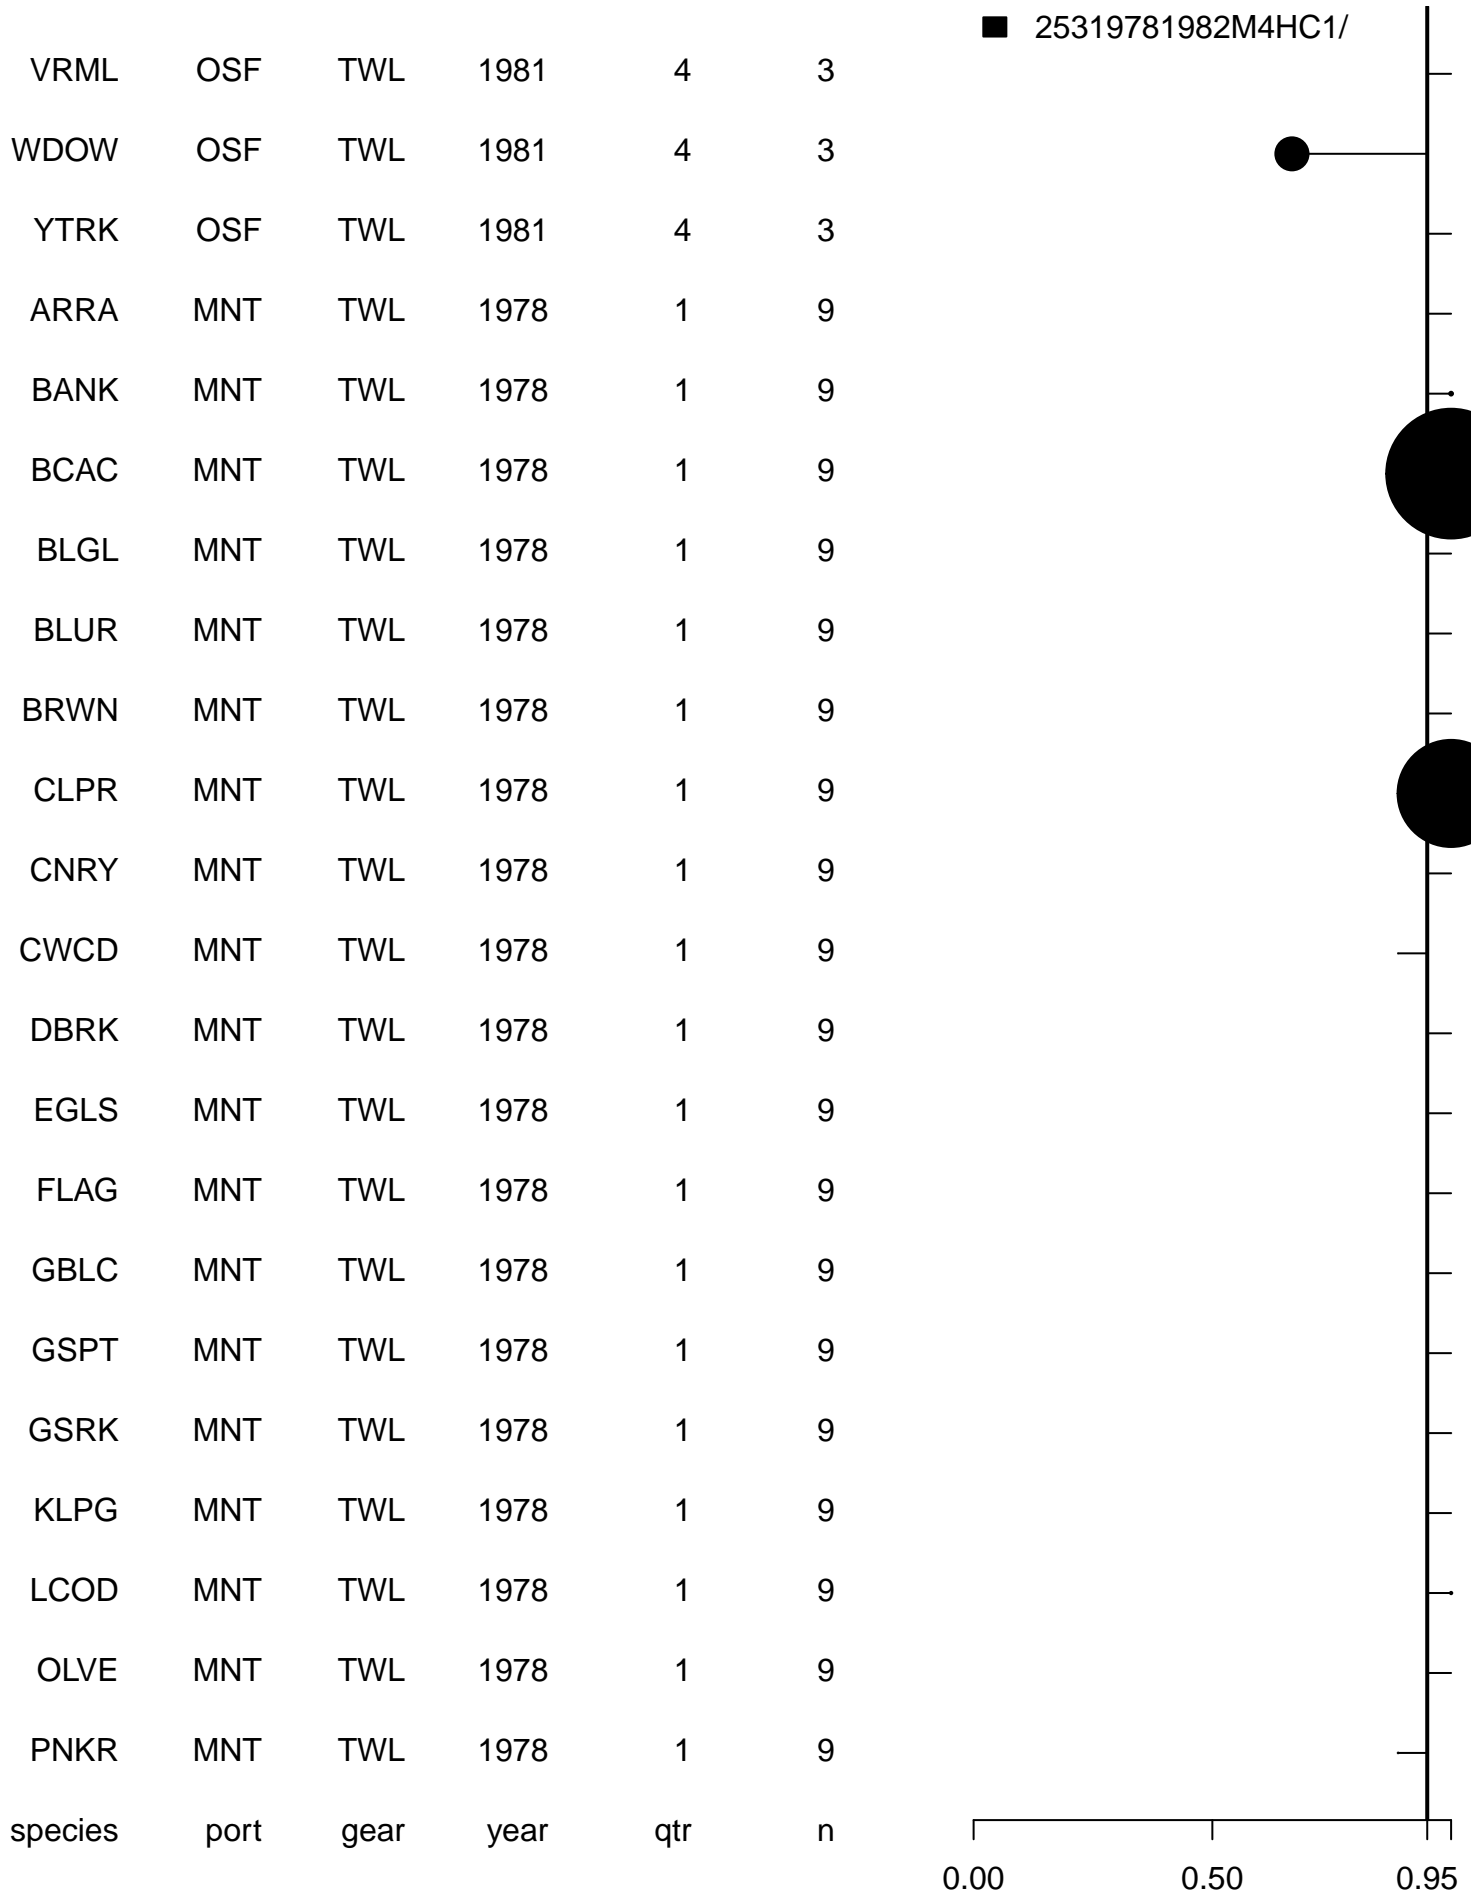 25319781982M4HC1/
VRML OSF TWL 1981 4 3
WDOW OSF TWL 1981 4 3
YTRK OSF TWL 1981 4 3
ARRA MNT TWL 1978 1 9
BANK MNT TWL 1978 1 9
BCAC MNT TWL 1978 1 9
BLGL MNT TWL 1978 1 9
BLUR MNT TWL 1978 1 9
BRWN MNT TWL 1978 1 9
CLPR MNT TWL 1978 1 9
CNRY MNT TWL 1978 1 9
CWCD MNT TWL 1978 1 9
DBRK MNT TWL 1978 1 9
EGLS MNT TWL 1978 1 9
FLAG MNT TWL 1978 1 9
GBLC MNT TWL 1978 1 9
GSPT MNT TWL 1978 1 9
GSRK MNT TWL 1978 1 9
KLPG MNT TWL 1978 1 9
LCOD MNT TWL 1978 1 9
OLVE MNT TWL 1978 1 9
PNKR MNT TWL 1978 1 9
species port gear year qtr n
0.00 0.50 0.95